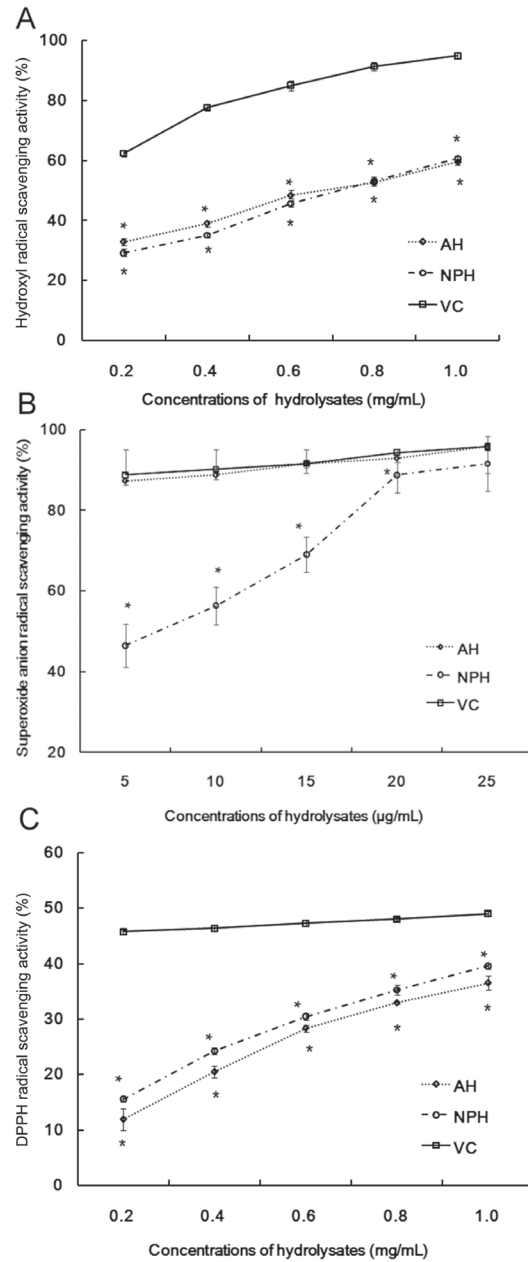 A
Hydroxyl radical scavenging activity (%)
100
80
60
40
20
0
* * * * *
* * * * *
AH
NPH
VC
0.2 0.4 0.6 0.8 1.0
Concentrations of hydrolysates (mg/mL)
B
Superoxide anion radical scavenging activity (%)
100
80
60
40
20
* * * *
AH
NPH
VC
5 10 15 20 25
Concentrations of hydrolysates (µg/mL)
C
DPPH radical scavenging activity (%)
60
50
40
30
20
10
0
* * * * *
* * * * *
AH
NPH
VC
0.2 0.4 0.6 0.8 1.0
Concentrations of hydrolysates (mg/mL)